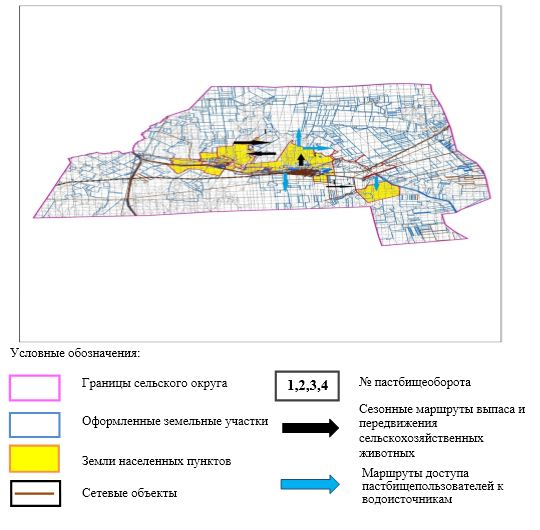 Условные обозначения:
Границы сельского округа
Оформленные земельные участки
Земли населенных пунктов
Сетевые объекты
1,2,3,4
№ пастбищеоборота
Сезонные маршруты выпаса и
передвижения
сельскохозяйственных
животных
Маршруты доступа
пастбищепользователей к
водоисточникам